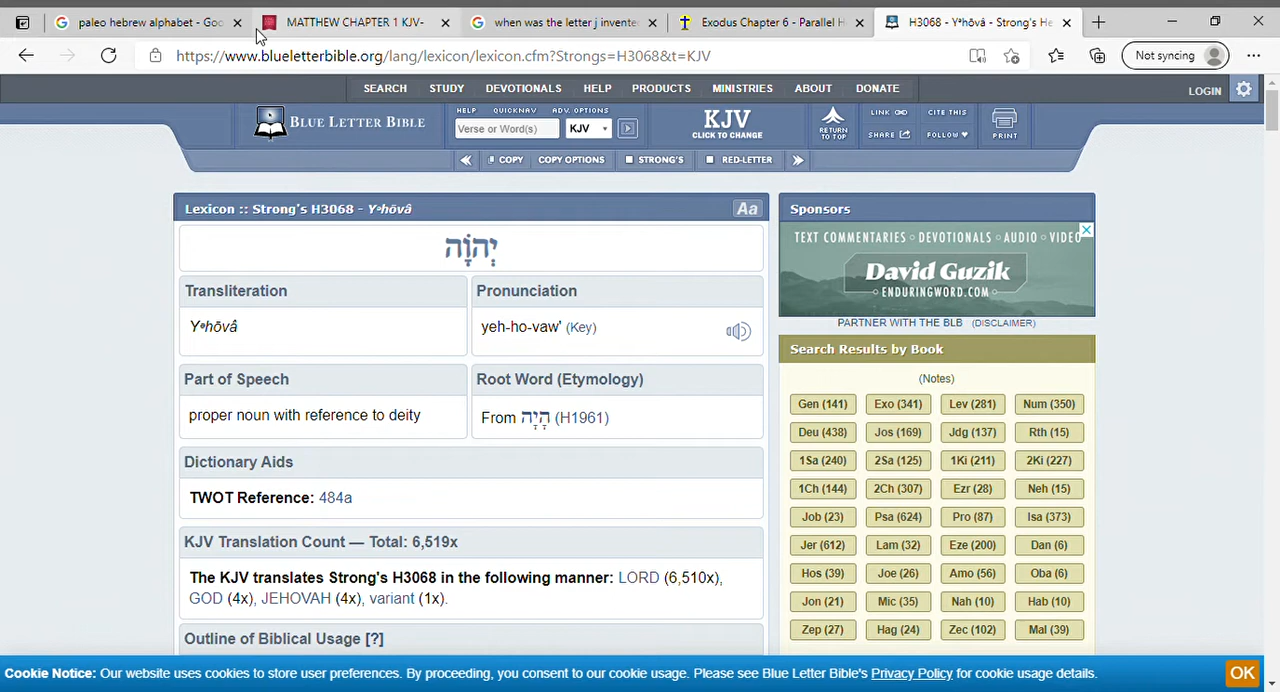 paleo hebrew alphabet - Goo
MATTHEW CHAPTER 1 KJV-
when was the letter j invente
Exodus Chapter 6 - Parallel H
H3068 - Yᵊhōvâ - Strong's He
https://www.blueletterbible.org/lang/lexicon/lexicon.cfm?Strongs=H3068&t=KJV
Not syncing
SEARCH STUDY DEVOTIONALS HELP PRODUCTS MINISTRIES ABOUT DONATE
LOGIN
BLUE LETTER BIBLE
HELP QUICKNAV ADV. OPTIONS
Verse or Word(s) KJV
KJV
CLICK TO CHANGE
RETURN
TO TOP
LINK CITE THIS
SHARE FOLLOW
PRINT
COPY COPY OPTIONS STRONG'S RED-LETTER
Lexicon :: Strong's H3068 - Yᵊhōvâ Aa
יְהֹוָה
Transliteration
Yᵊhōvâ
Pronunciation
yeh-ho-vaw' (Key)
Part of Speech
proper noun with reference to deity
Root Word (Etymology)
From הָיָה (H1961)
Dictionary Aids
TWOT Reference: 484a
KJV Translation Count — Total: 6,519x
The KJV translates Strong's H3068 in the following manner: LORD (6,510x),
GOD (4x), JEHOVAH (4x), variant (1x).
Outline of Biblical Usage [?]
Sponsors
TEXT COMMENTARIES ○ DEVOTIONALS ○ AUDIO ○ VIDEO
David Guzik
○ ENDURINGWORD.COM ○
PARTNER WITH THE BLB (DISCLAIMER)
Search Results by Book
(Notes)
Gen (141) Exo (341) Lev (281) Num (350)
Deu (438) Jos (169) Jdg (137) Rth (15)
1Sa (240) 2Sa (125) 1Ki (211) 2Ki (227)
1Ch (144) 2Ch (307) Ezr (28) Neh (15)
Job (23) Psa (624) Pro (87) Isa (373)
Jer (612) Lam (32) Eze (200) Dan (6)
Hos (39) Joe (26) Amo (56) Oba (6)
Jon (21) Mic (35) Nah (10) Hab (10)
Zep (27) Hag (24) Zec (102) Mal (39)
Cookie Notice: Our website uses cookies to store user preferences. By proceeding, you consent to our cookie usage. Please see Blue Letter Bible's Privacy Policy for cookie usage details.
OK